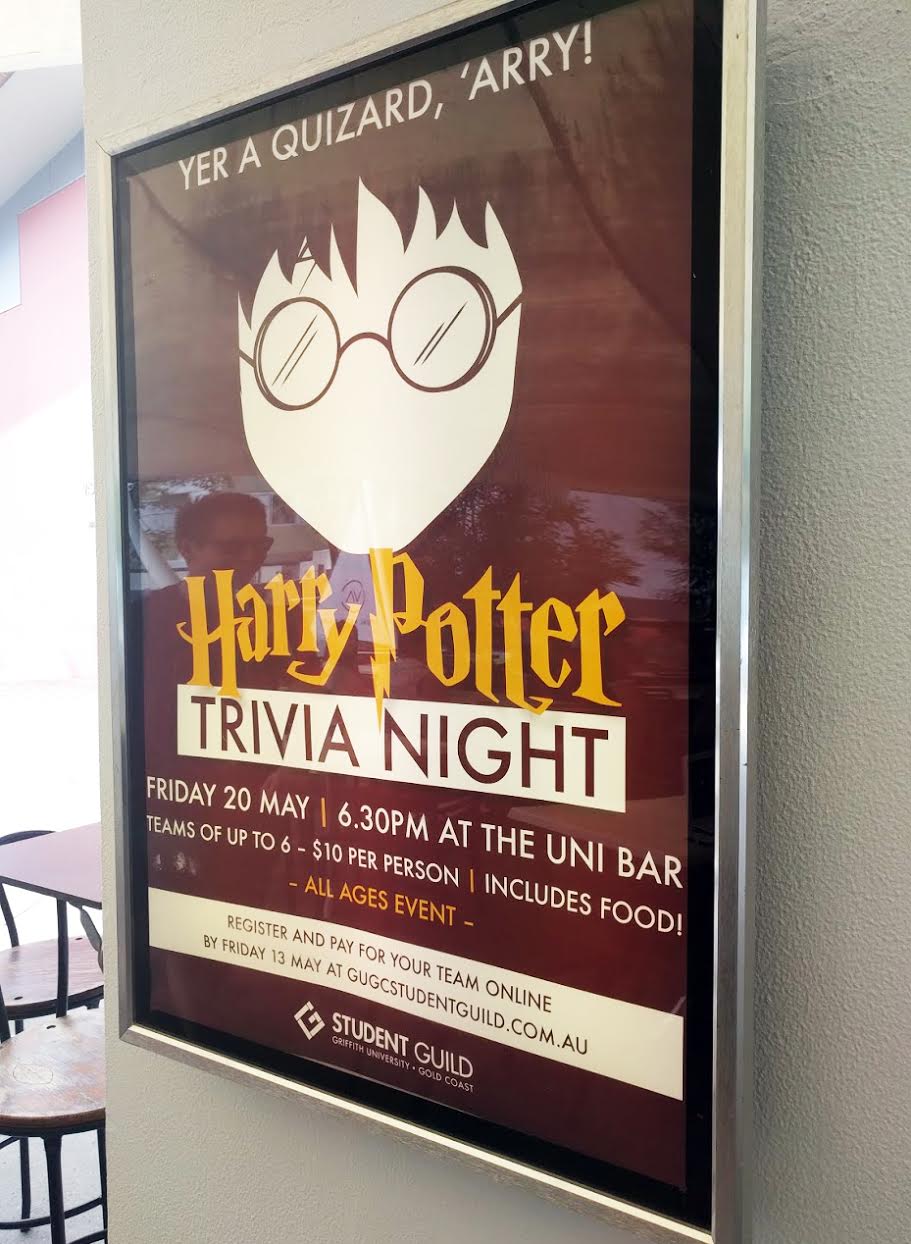 YER A QUIZARD, ‘ARRY!
Harry Potter
TRIVIA NIGHT
FRIDAY 20 MAY | 6.30PM AT THE UNI BAR
TEAMS OF UP TO 6 – $10 PER PERSON | INCLUDES FOOD!
– ALL AGES EVENT –
REGISTER AND PAY FOR YOUR TEAM ONLINE
BY FRIDAY 13 MAY AT GUGCSTUDENTGUILD.COM.AU
STUDENT GUILD
GRIFFITH UNIVERSITY • GOLD COAST